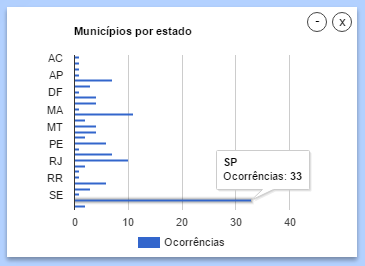 - x
Municípios por estado
AC
AP
DF
MA
MT
PE
RJ
RR
SE
SP
Ocorrências: 33
0 10 20 30 40
Ocorrências